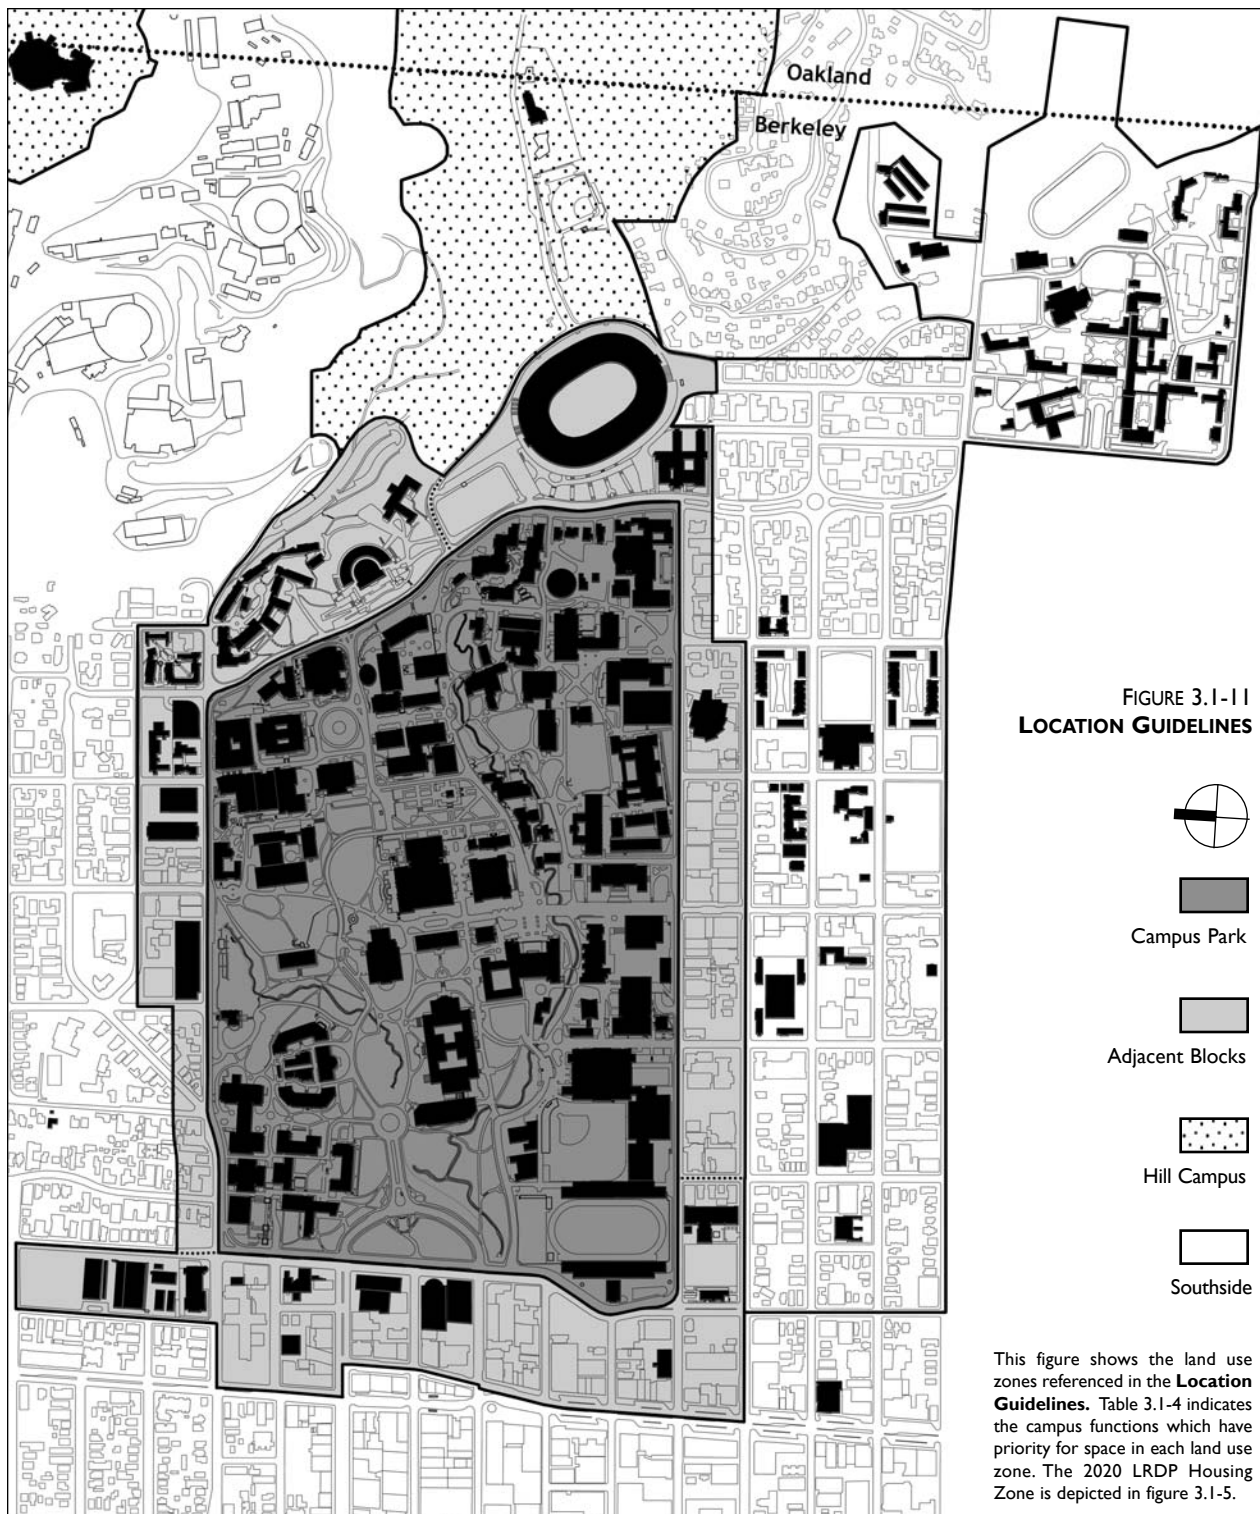 Oakland
Berkeley
FIGURE 3.1-11
LOCATION GUIDELINES
Campus Park
Adjacent Blocks
Hill Campus
Southside
This figure shows the land use
zones referenced in the Location
Guidelines. Table 3.1-4 indicates
the campus functions which have
priority for space in each land use
zone. The 2020 LRDP Housing
Zone is depicted in figure 3.1-5.